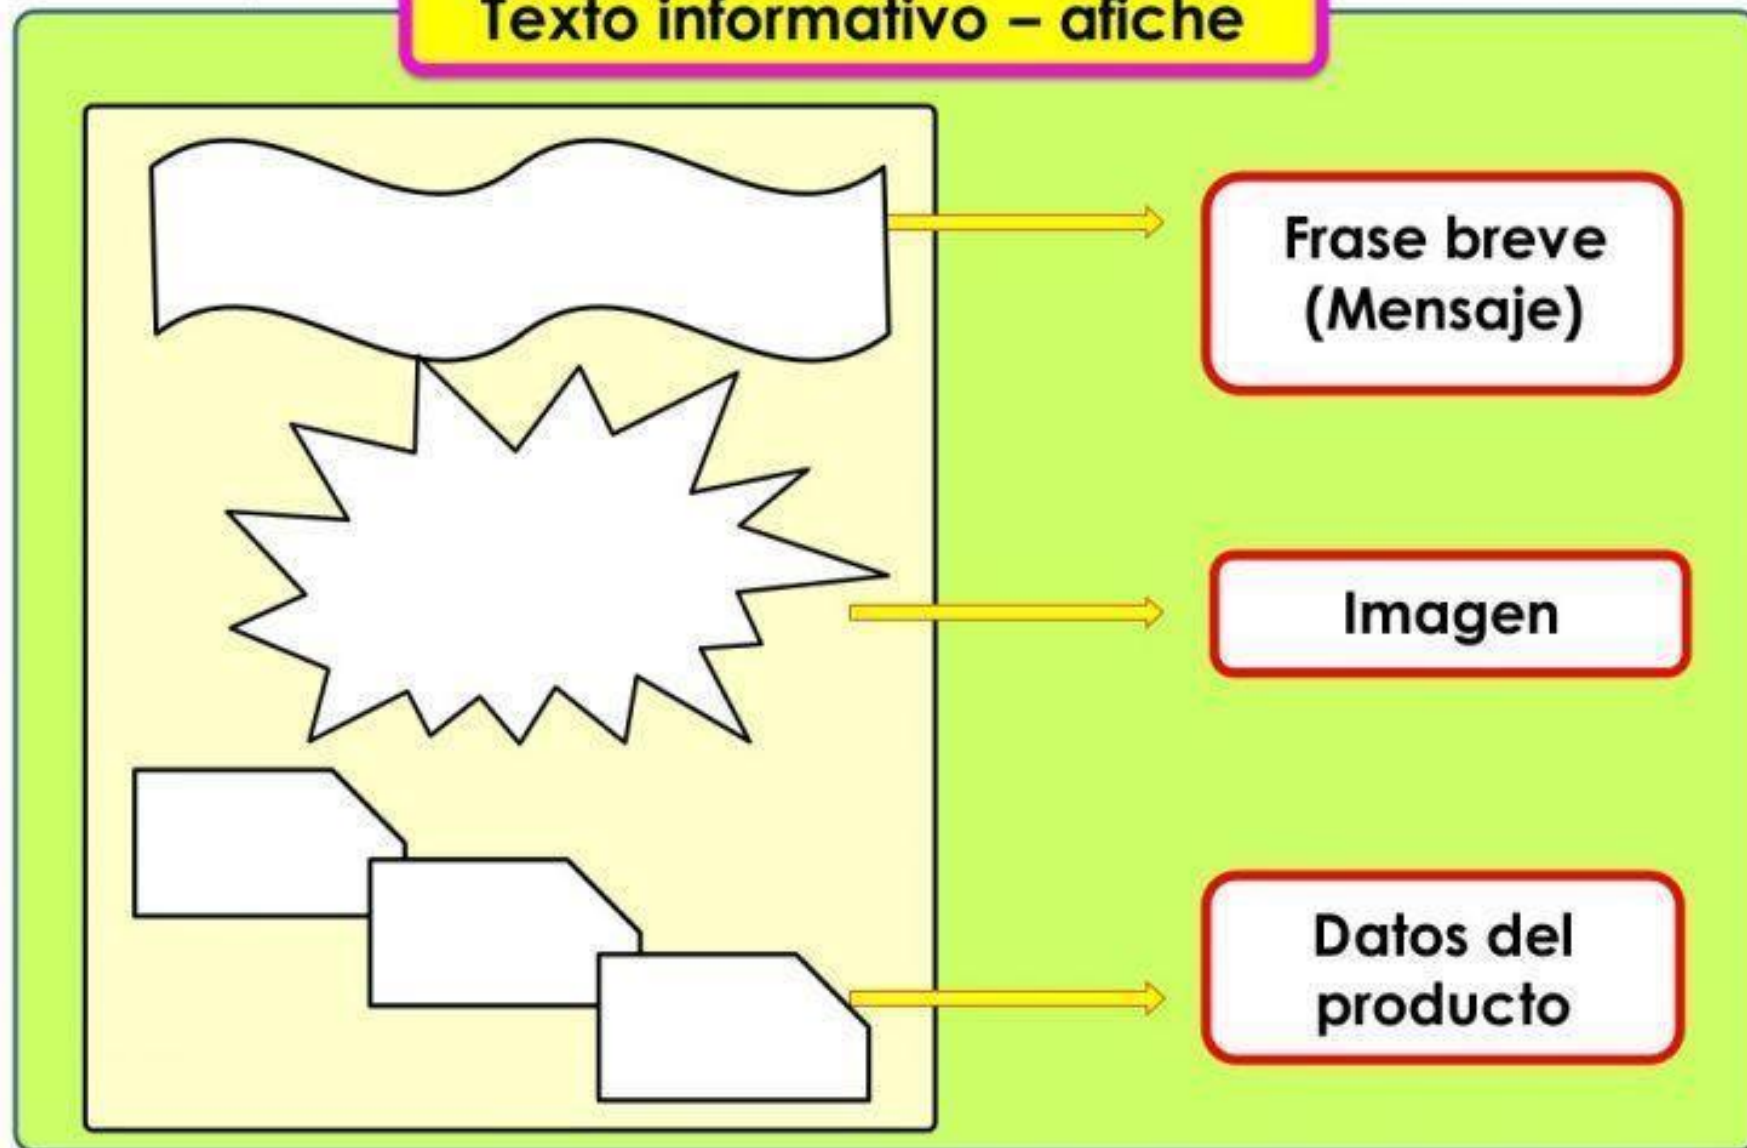 Texto informativo – afiche
Frase breve
(Mensaje)
Imagen
Datos del
producto